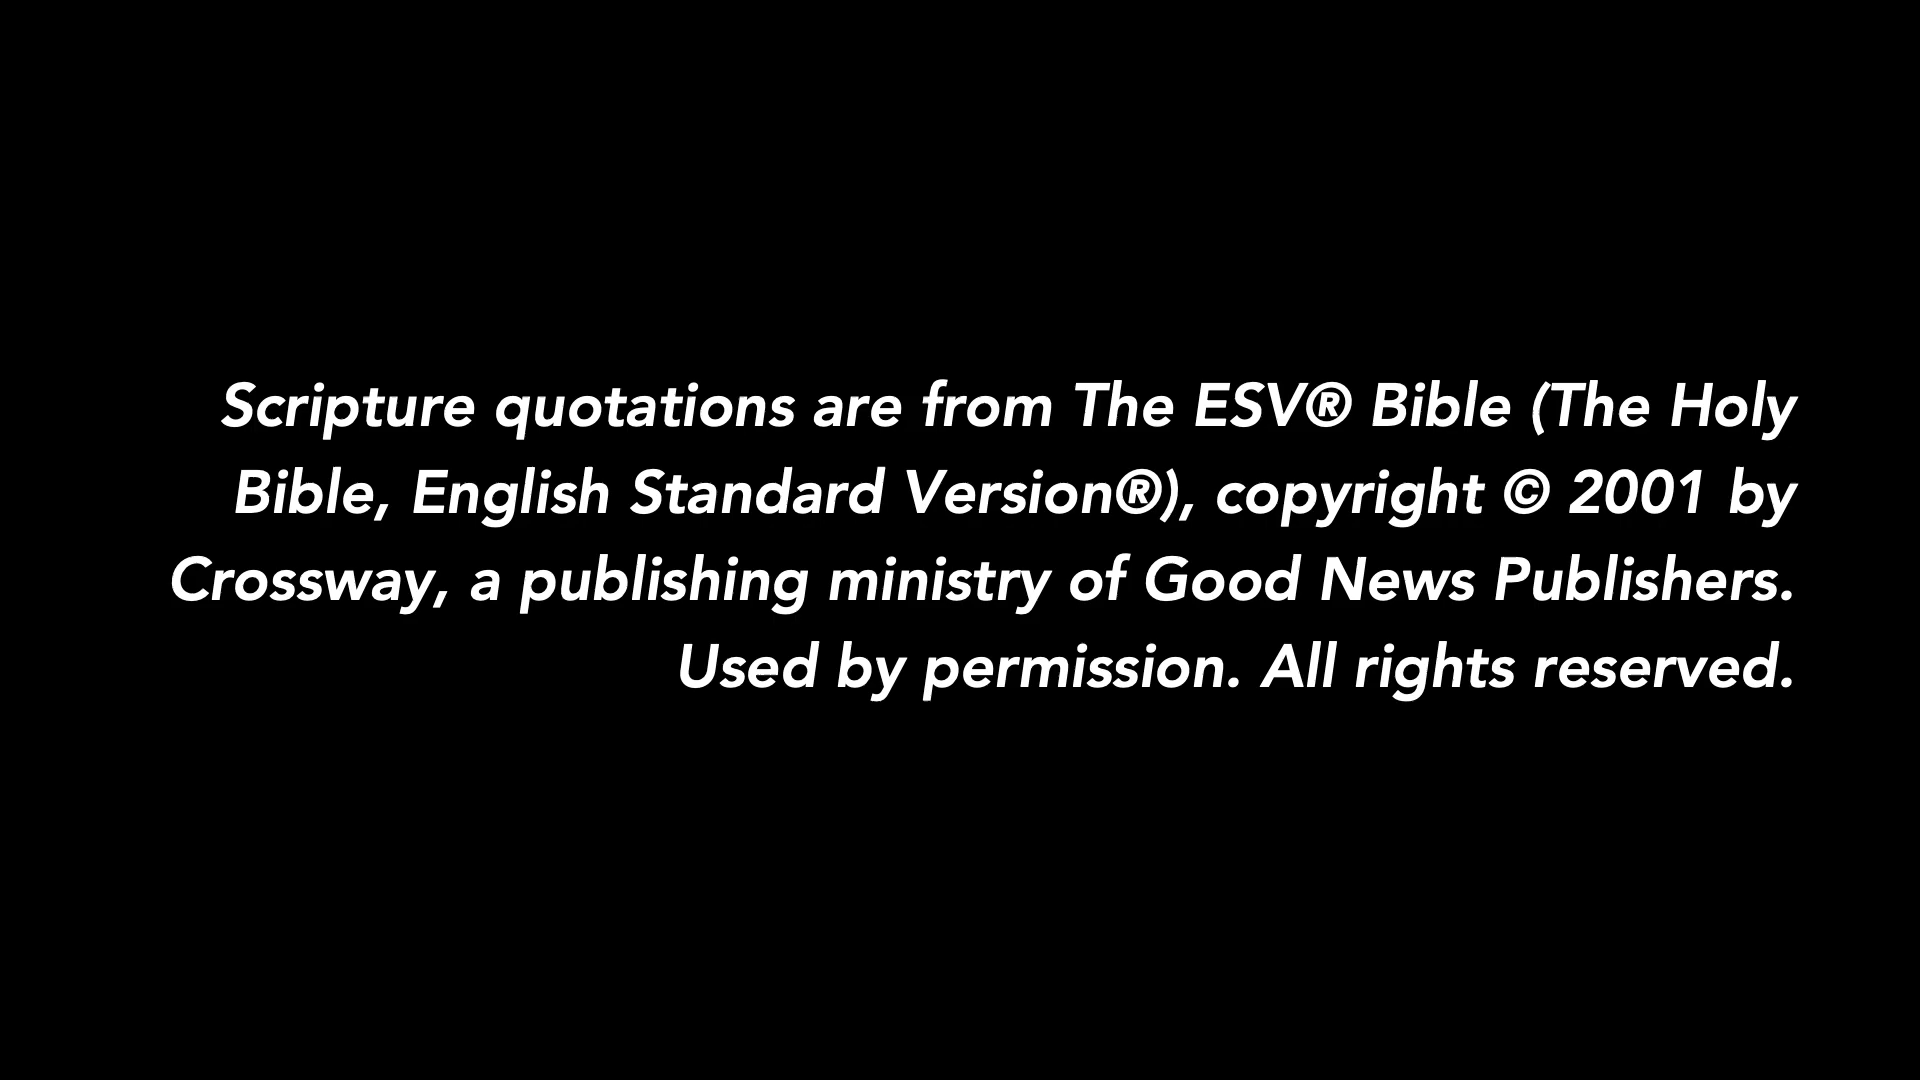 Scripture quotations are from The ESV® Bible (The Holy
Bible, English Standard Version®), copyright © 2001 by
Crossway, a publishing ministry of Good News Publishers.
Used by permission. All rights reserved.